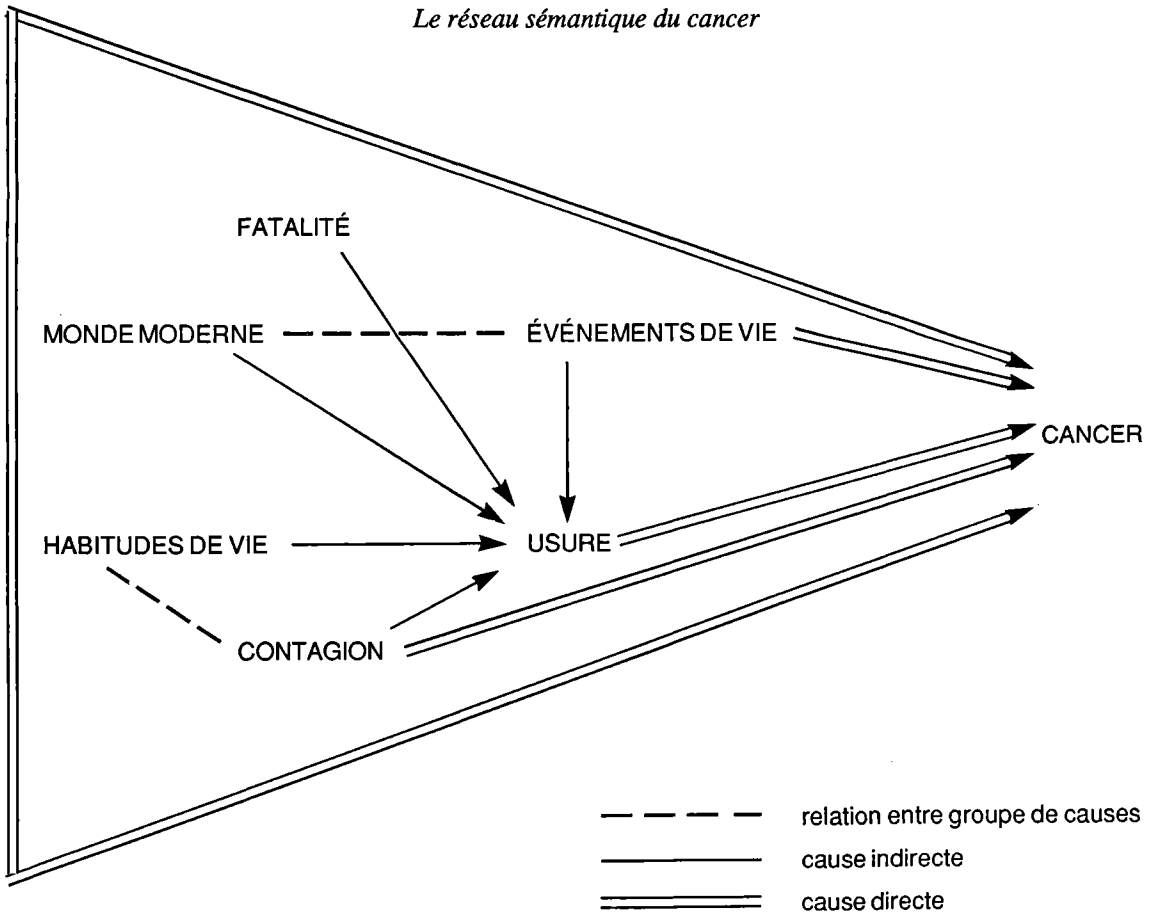 Le réseau sémantique du cancer
FATALITÉ
MONDE MODERNE
ÉVÉNEMENTS DE VIE
CANCER
HABITUDES DE VIE
USURE
CONTAGION
relation entre groupe de causes
cause indirecte
cause directe